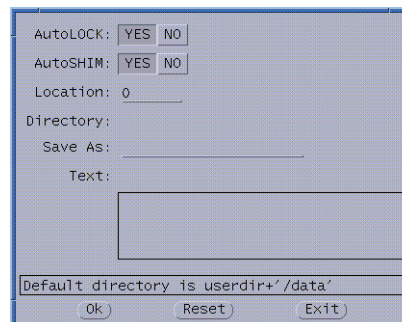 AutoLOCK: YES NO
AutoSHIM: YES NO
Location: 0
Directory:
Save As:
Text:
Default directory is userdir+'/data'
Ok Reset Exit